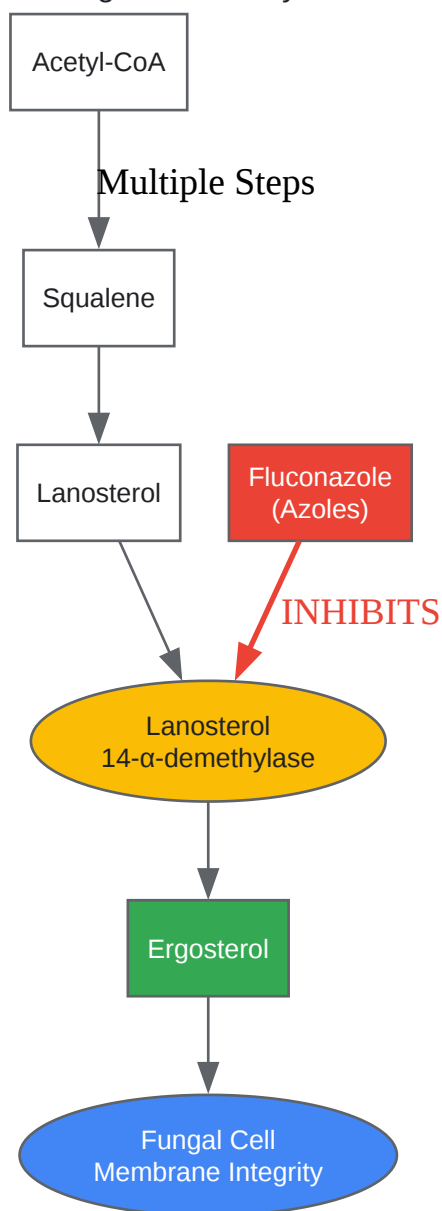 Acetyl-CoA
Multiple Steps
Squalene
Lanosterol
Fluconazole
(Azoles)
INHIBITS
Lanosterol
14-α-demethylase
Ergosterol
Fungal Cell
Membrane Integrity